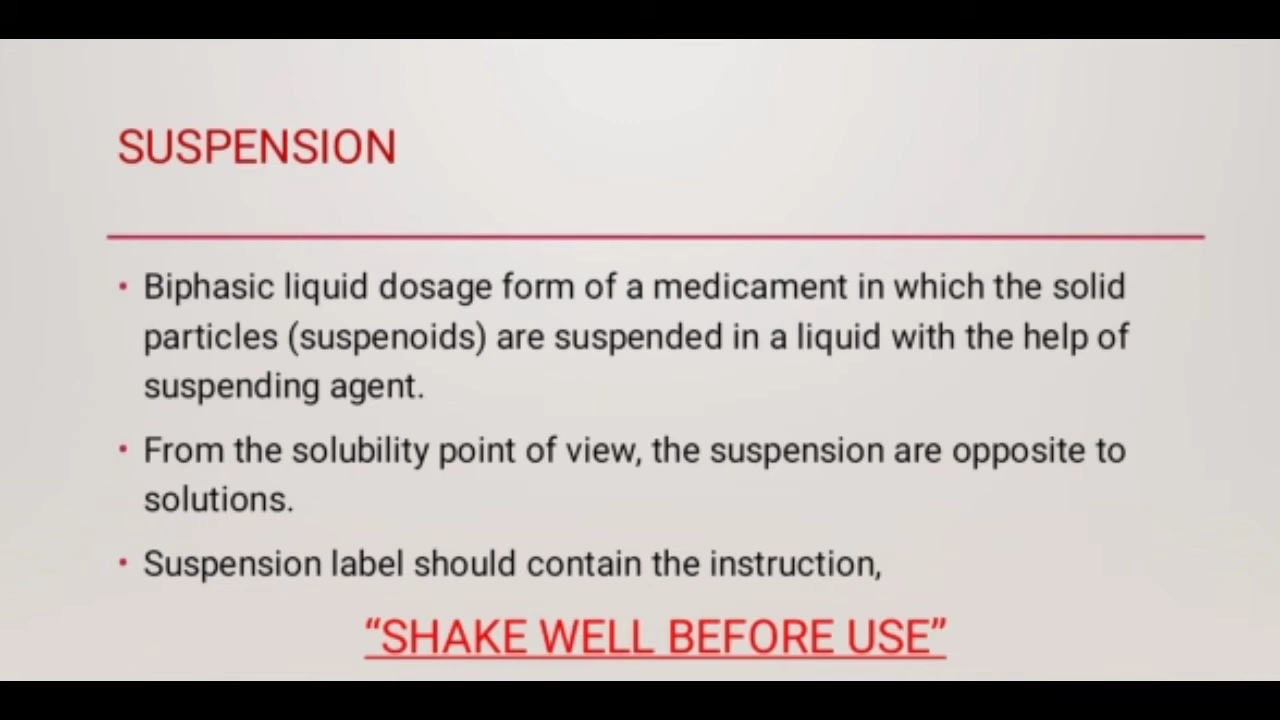 SUSPENSION
• Biphasic liquid dosage form of a medicament in which the solid
particles (suspenoids) are suspended in a liquid with the help of
suspending agent.
• From the solubility point of view, the suspension are opposite to
solutions.
• Suspension label should contain the instruction,
“SHAKE WELL BEFORE USE”